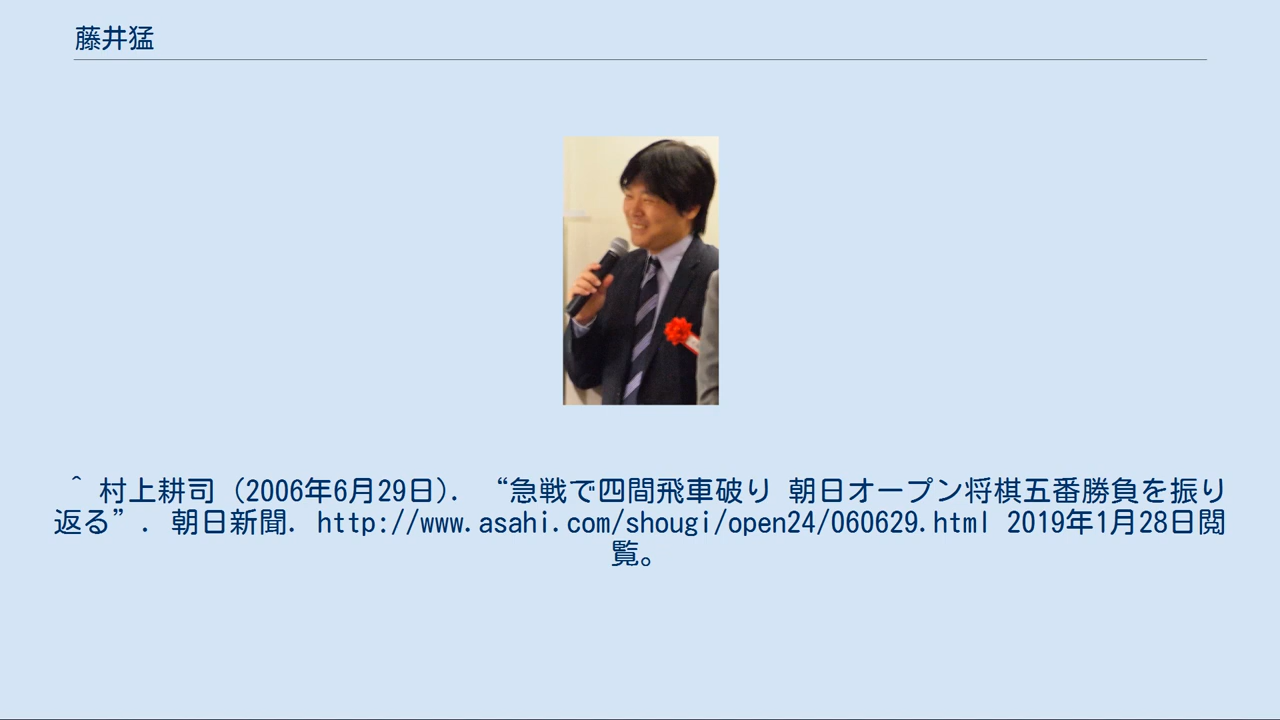 藤井猛
^ 村上耕司 (2006年6月29日). “急戦で四間飛車破り 朝日オープン将棋五番勝負を振り
返る”. 朝日新聞. http://www.asahi.com/shougi/open24/060629.html 2019年1月28日閲
覧。